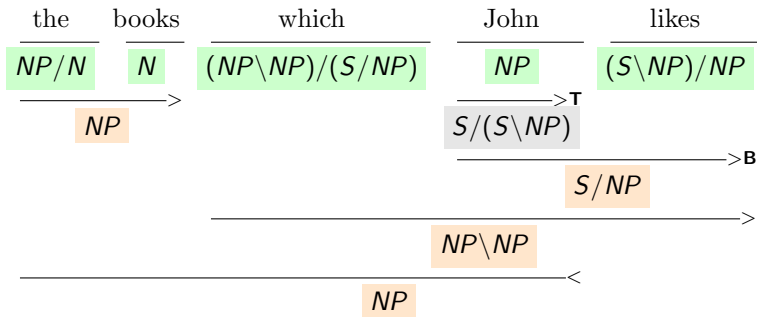 the books which John likes
NP/N N (NP\NP)/(S/NP) NP (S\NP)/NP
> >T
NP S/(S\NP)
>B
S/NP
>
NP\NP
<
NP